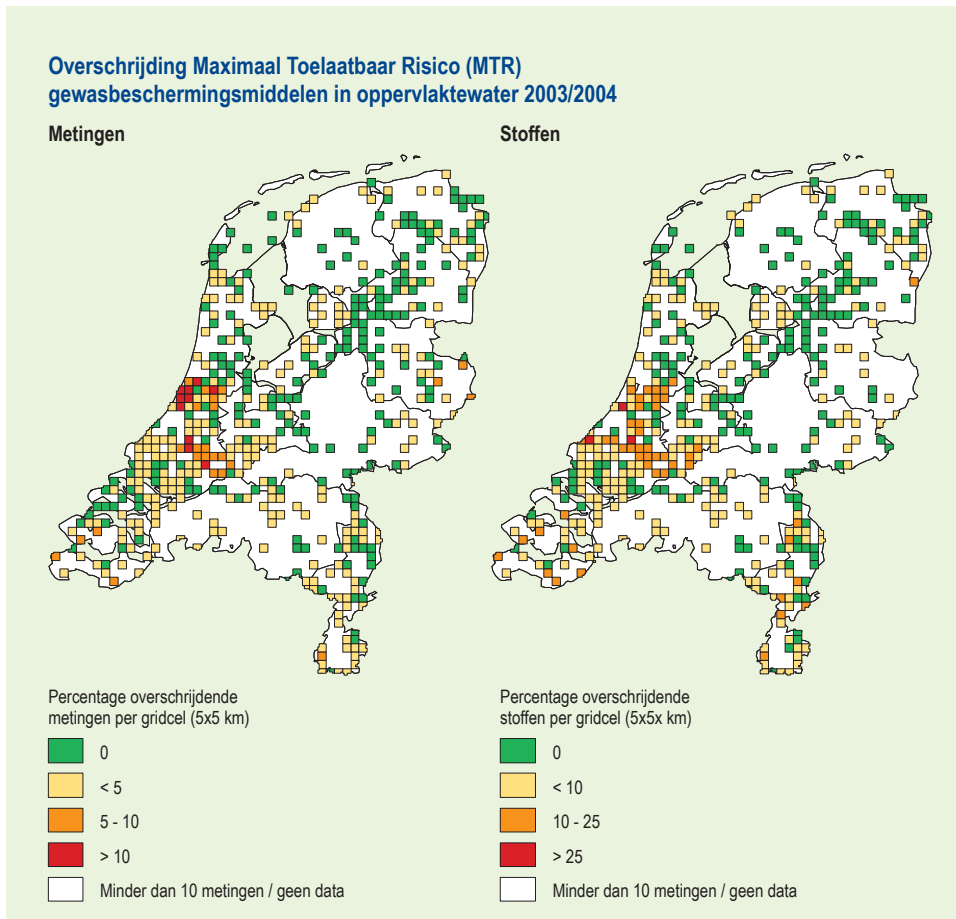 Overschrijding Maximaal Toelaatbaar Risico (MTR)
gewasbeschermingsmiddelen in oppervlaktewater 2003/2004
Metingen
Stoffen
Percentage overschrijdende
metingen per gridcel (5x5 km)
0
< 5
5 - 10
> 10
Minder dan 10 metingen / geen data
Percentage overschrijdende
stoffen per gridcel (5x5x km)
0
< 10
10 - 25
> 25
Minder dan 10 metingen / geen data